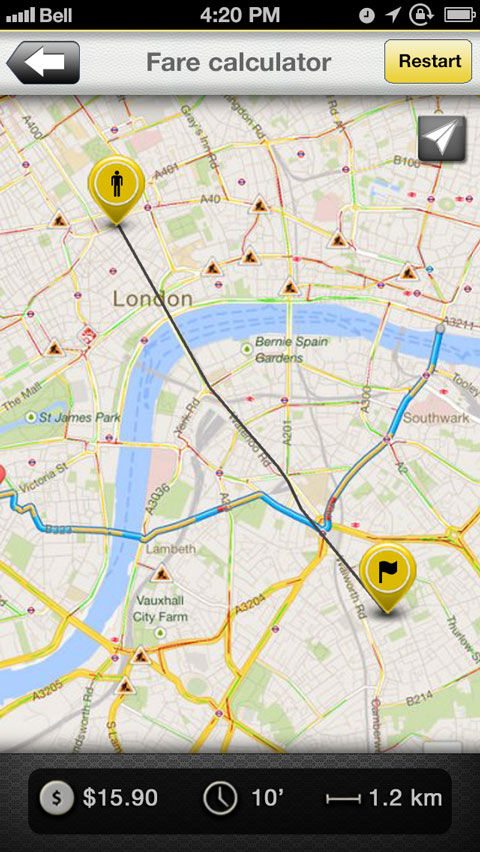 Bell
4:20 PM
Fare calculator
Restart
A400
Gray's Inn Rd
A401
A40
B100
London
A3211
Bernie Spain
Gardens
Tooley
The Mall
St James Park
York Rd
Waterloo Rd
A201
A300
Southwark
A2
Victoria St
A3036
B323
Lambeth
Walworth Rd
Vauxhall
City Farm
A3204
Thurlow St
A3205
B214
$
$15.90
10’
1.2 km